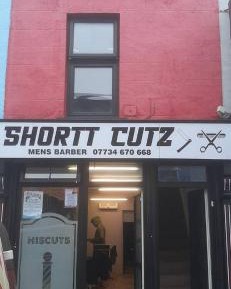 SHORTT CUTZ
MENS BARBER 07734 670 668
HISCUTS